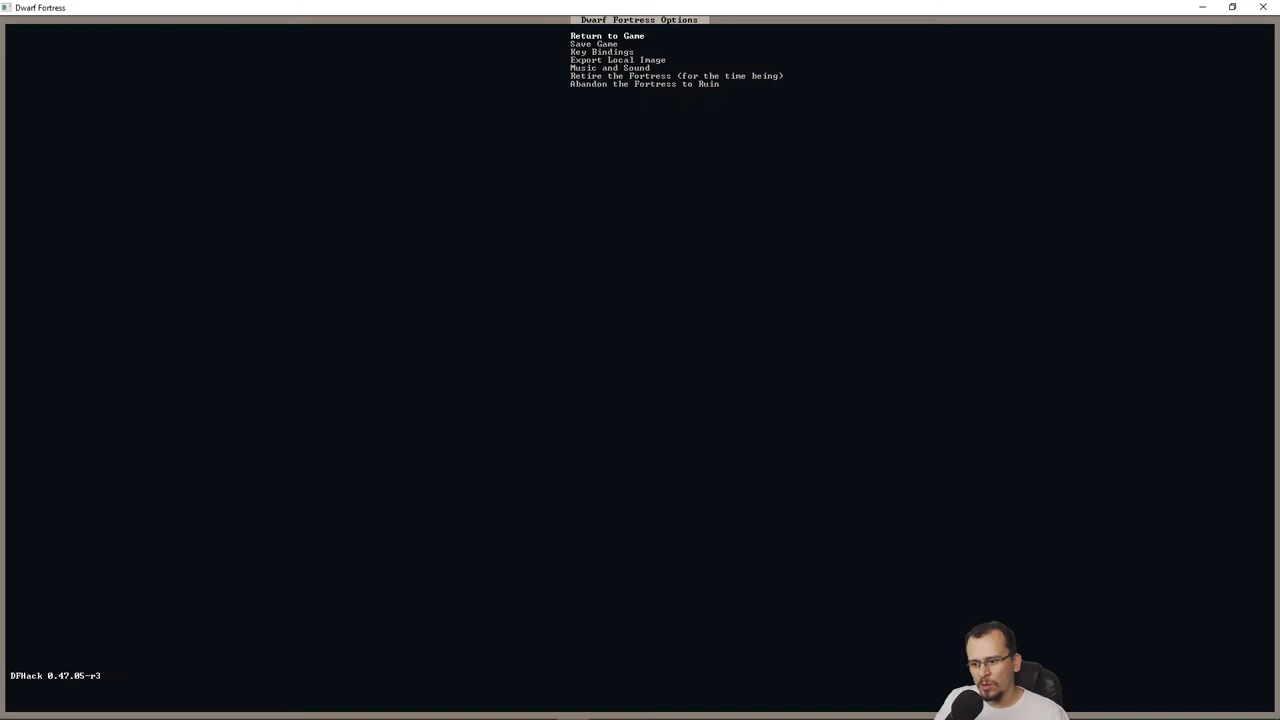 Dwarf Fortress
Dwarf Fortress Options
Return to Game
Save Game
Key Bindings
Export Local Image
Music and Sound
Retire the Fortress (for the time being)
Abandon the Fortress to Ruin
DFHack 0.47.05-r3